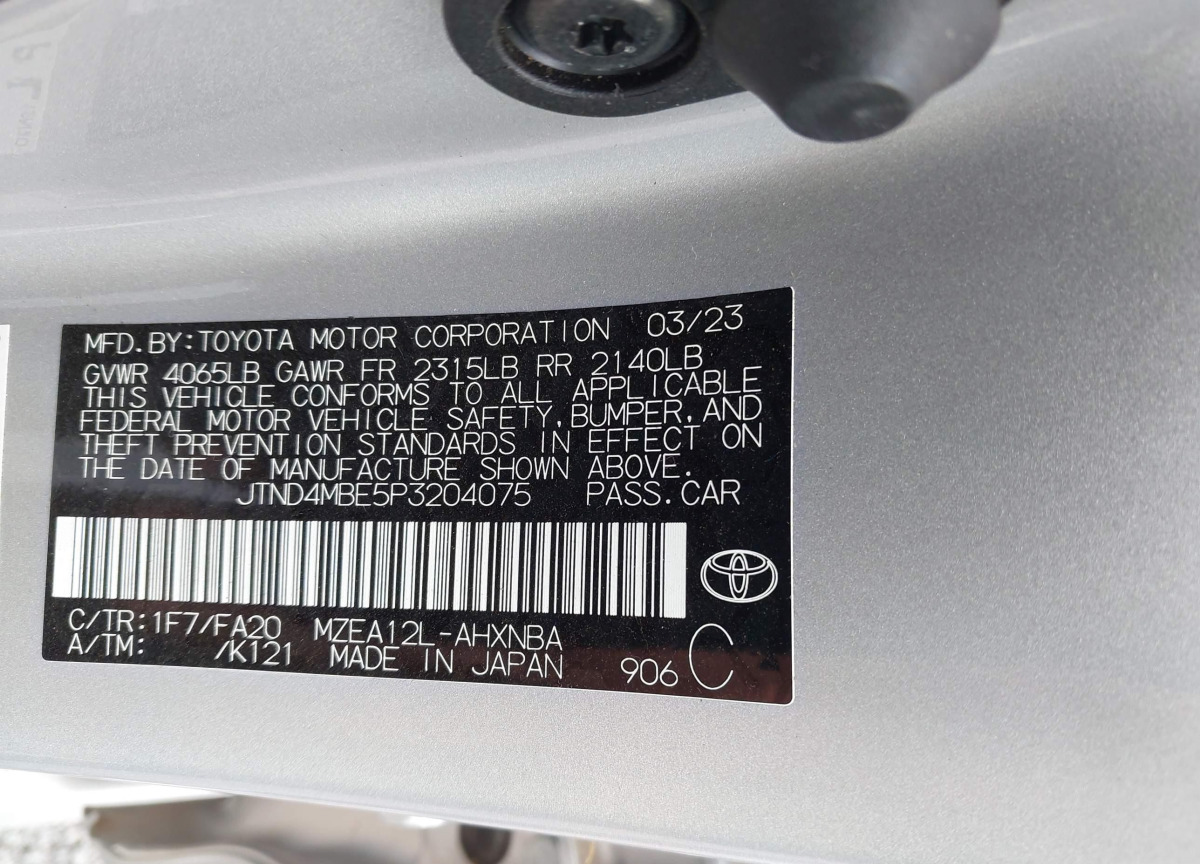 MFD.BY:TOYOTA MOTOR CORPORATION 03/23
GVWR 4065LB GAWR FR 2315LB RR 2140LB
THIS VEHICLE CONFORMS TO ALL APPLICABLE
FEDERAL MOTOR VEHICLE SAFETY,BUMPER,AND
THEFT PREVENTION STANDARDS IN EFFECT ON
THE DATE OF MANUFACTURE SHOWN ABOVE.
JTND4MBE5P3204075 PASS.CAR
C/TR:1F7/FA20 MZEA12L-AHXNBA
A/TM: /K121 MADE IN JAPAN 906 C